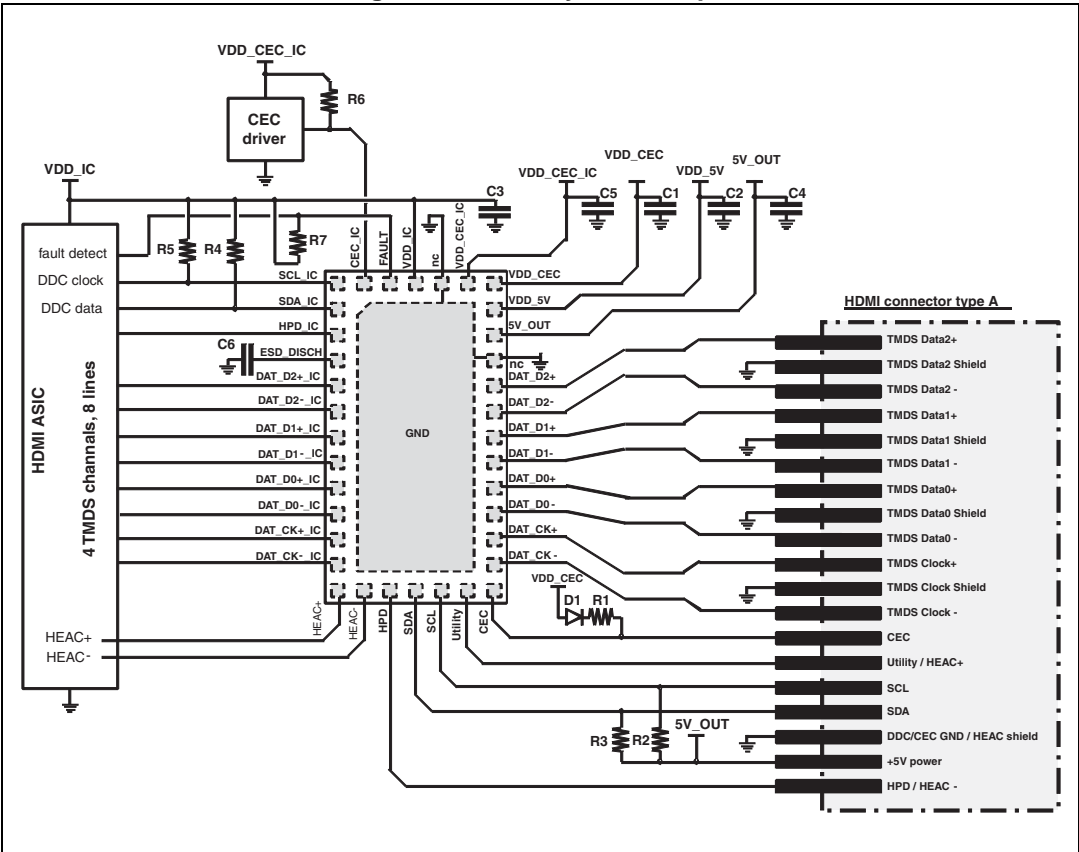 VDD_CEC_IC
R6
CEC
driver
VDD_IC
VDD_CEC_IC
VDD_CEC
VDD_5V
5V_OUT
C3
C5
C1
C2
C4
fault detect
DDC clock
DDC data
R5
R4
R7
CEC_IC
FAULT
VDD_IC
nc
VDD_CEC_IC
SCL_IC
SDA_IC
HPD_IC
C6
ESD_DISCH
DAT_D2+_IC
DAT_D2-_IC
DAT_D1+_IC
DAT_D1-_IC
DAT_D0+_IC
DAT_D0-_IC
DAT_CK+_IC
DAT_CK-_IC
HDMI ASIC
4 TMDS channels, 8 lines
HEAC+
HEAC-
GND
VDD_CEC
VDD_5V
5V_OUT
nc
DAT_D2+
DAT_D2-
DAT_D1+
DAT_D1-
DAT_D0+
DAT_D0-
DAT_CK+
DAT_CK-
HEAC+
HEAC-
HPD
SDA
SCL
Utility
CEC
VDD_CEC
D1
R1
R3
R2
5V_OUT
HDMI connector type A
TMDS Data2+
TMDS Data2 Shield
TMDS Data2 -
TMDS Data1+
TMDS Data1 Shield
TMDS Data1 -
TMDS Data0+
TMDS Data0 Shield
TMDS Data0 -
TMDS Clock+
TMDS Clock Shield
TMDS Clock -
CEC
Utility / HEAC+
SCL
SDA
DDC/CEC GND / HEAC shield
+5V power
HPD / HEAC -